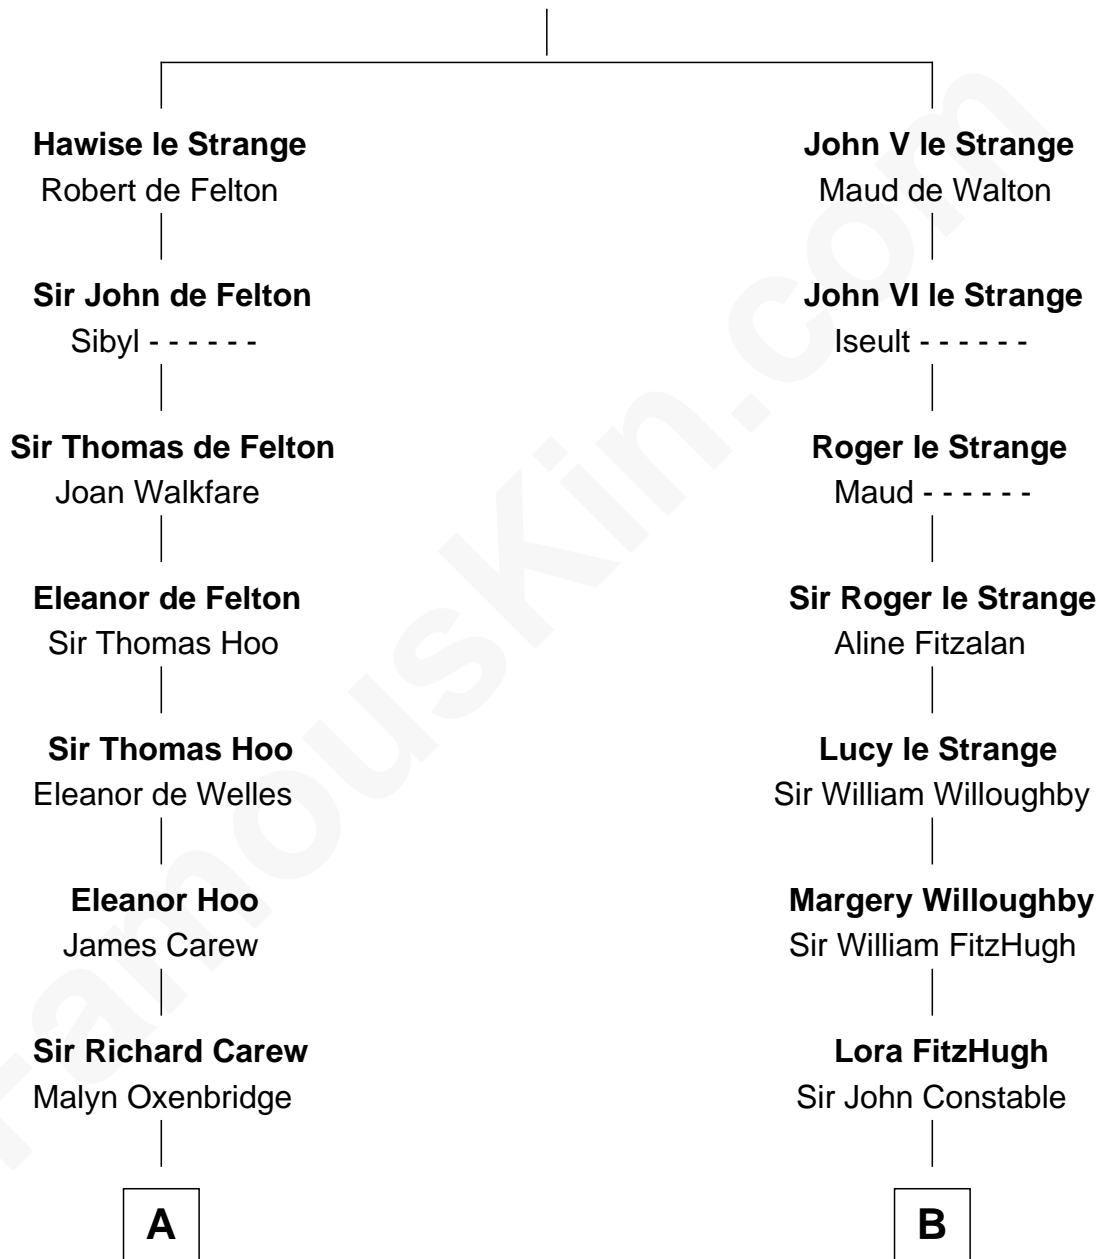 Hawise le Strange
Robert de Felton
Sir John de Felton
Sibyl - - - - - -
Sir Thomas de Felton
Joan Walkfare
Eleanor de Felton
Sir Thomas Hoo
Sir Thomas Hoo
Eleanor de Welles
Eleanor Hoo
James Carew
Sir Richard Carew
Malyn Oxenbridge
A
John V le Strange
Maud de Walton
John VI le Strange
Iseult - - - - - -
Roger le Strange
Maud - - - - - -
Sir Roger le Strange
Aline Fitzalan
Lucy le Strange
Sir William Willoughby
Margery Willoughby
Sir William FitzHugh
Lora FitzHugh
Sir John Constable
B
FamousKin.com